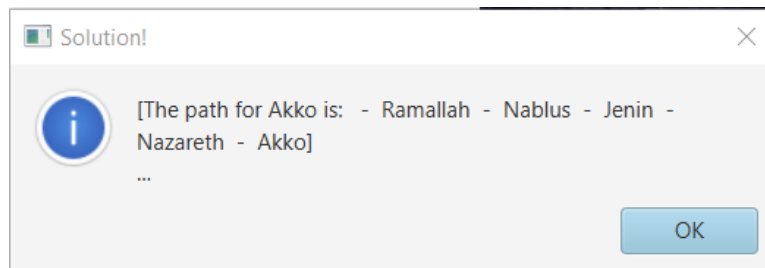 Solution!
[The path for Akko is:  - Ramallah - Nablus - Jenin -
Nazareth - Akko]
...
OK